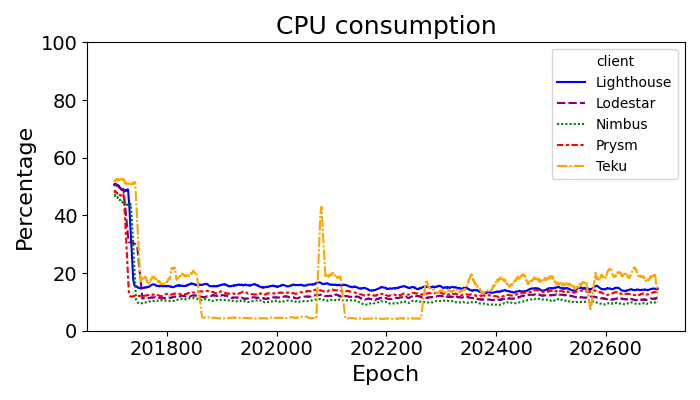 CPU consumption
Percentage
100
80
60
40
20
0
client
Lighthouse
Lodestar
Nimbus
Prysm
Teku
201800
202000
202200
202400
202600
Epoch